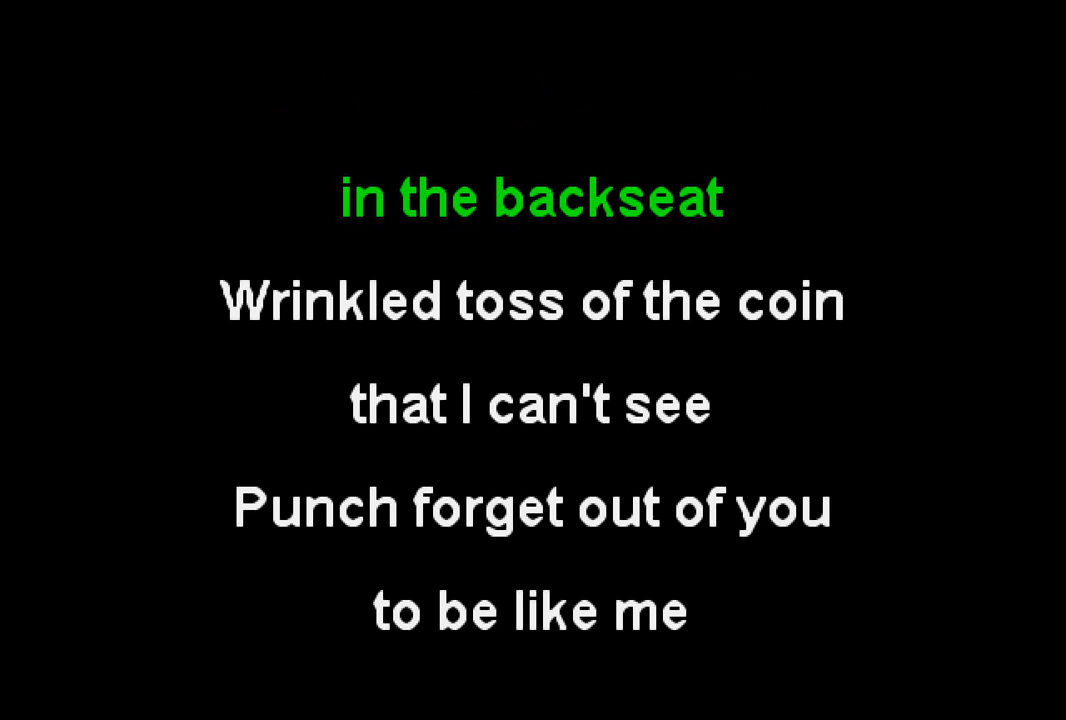 in the backseat
Wrinkled toss of the coin
that I can't see
Punch forget out of you
to be like me